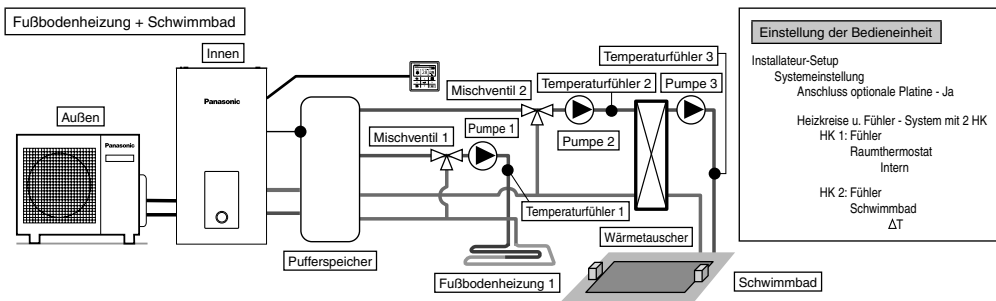 Fußbodenheizung + Schwimmbad
Innen
Außen
Panasonic
Panasonic
Pufferspeicher
Mischventil 1
Pumpe 1
Mischventil 2
Temperaturfühler 2
Pumpe 2
Temperaturfühler 3
Pumpe 3
Temperaturfühler 1
Wärmetauscher
Fußbodenheizung 1
Schwimmbad
Einstellung der Bedieneinheit
Installateur-Setup
Systemeinstellung
Anschluss optionale Platine - Ja
Heizkreise u. Fühler - System mit 2 HK
HK 1: Fühler
Raumthermostat
Intern
HK 2: Fühler
Schwimmbad
ΔT